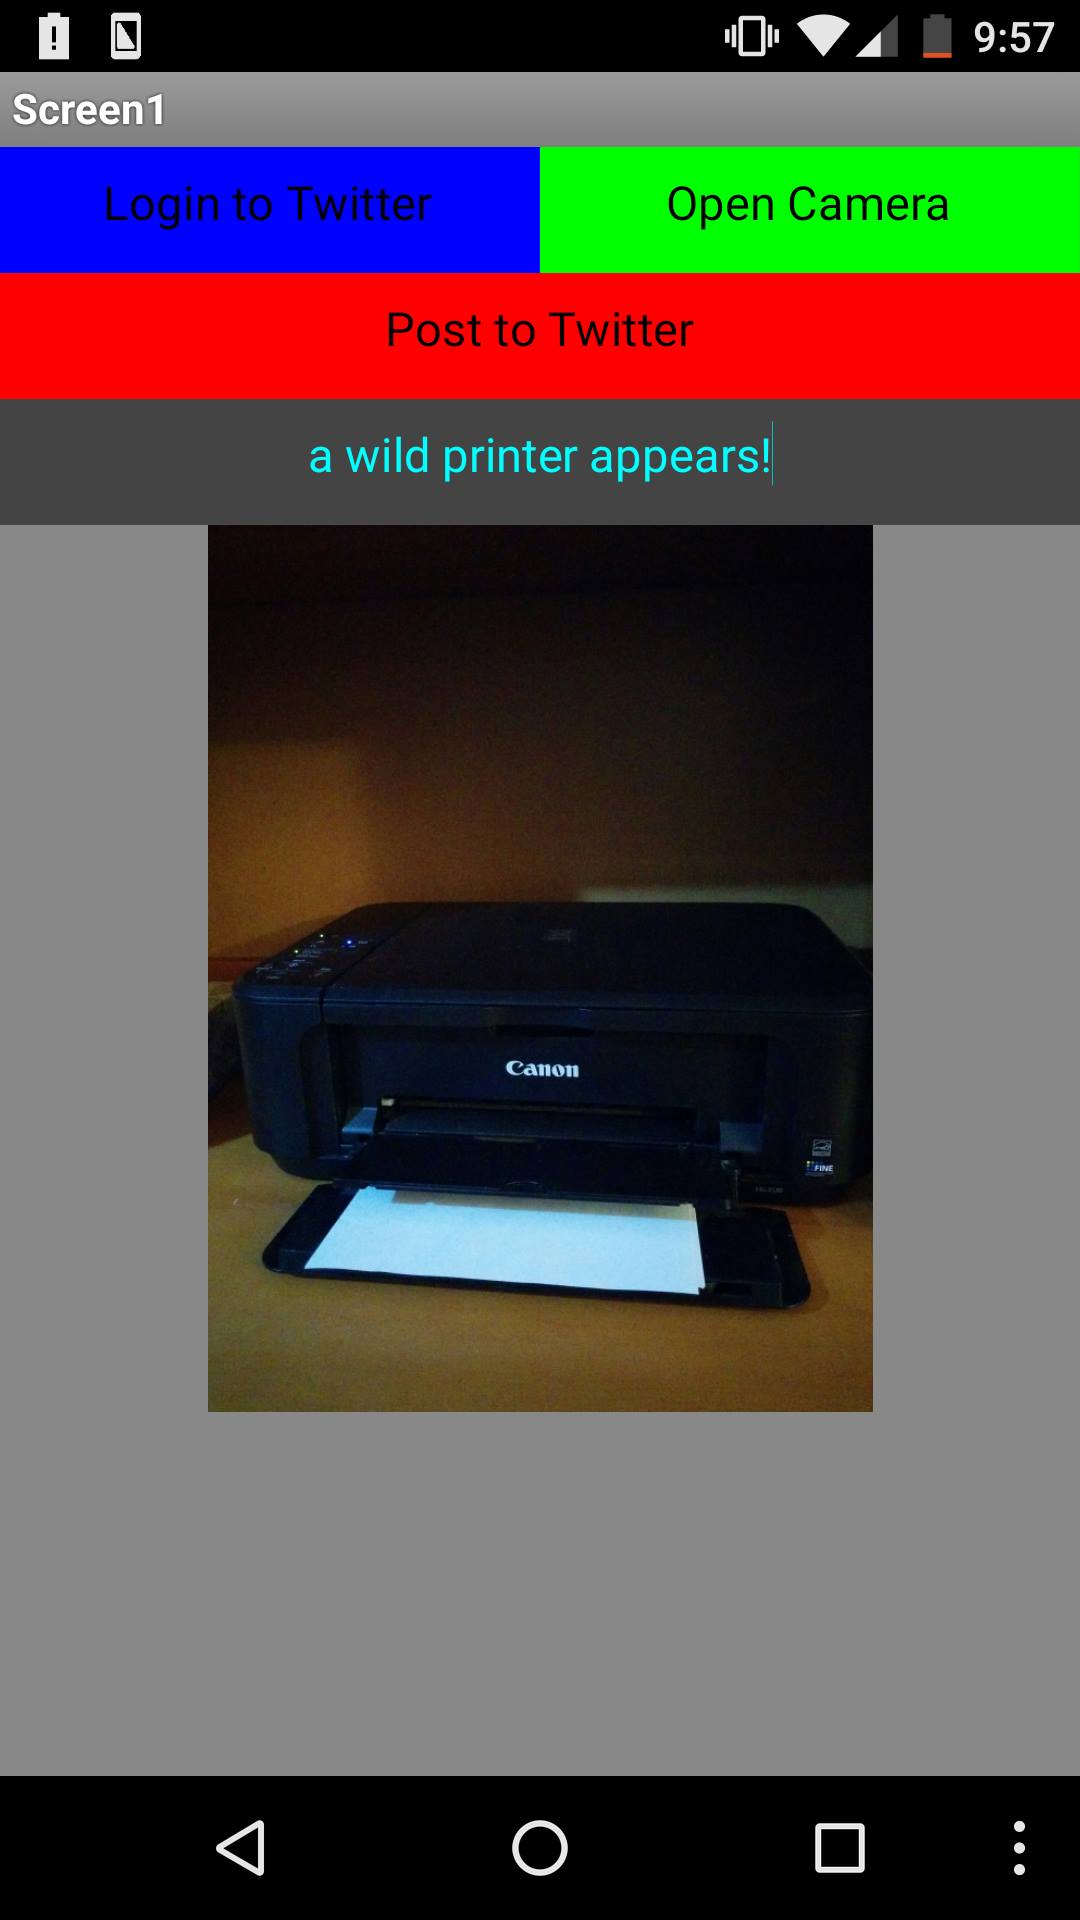 9:57
Screen1
Login to Twitter
Open Camera
Post to Twitter
a wild printer appears!
Canon
FINE